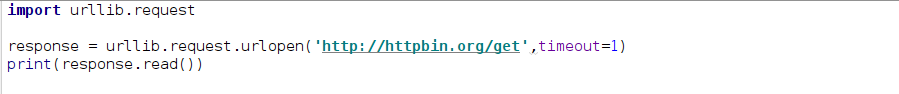 import urllib.request
response = urllib.request.urlopen('http://httpbin.org/get',timeout=1)
print(response.read())